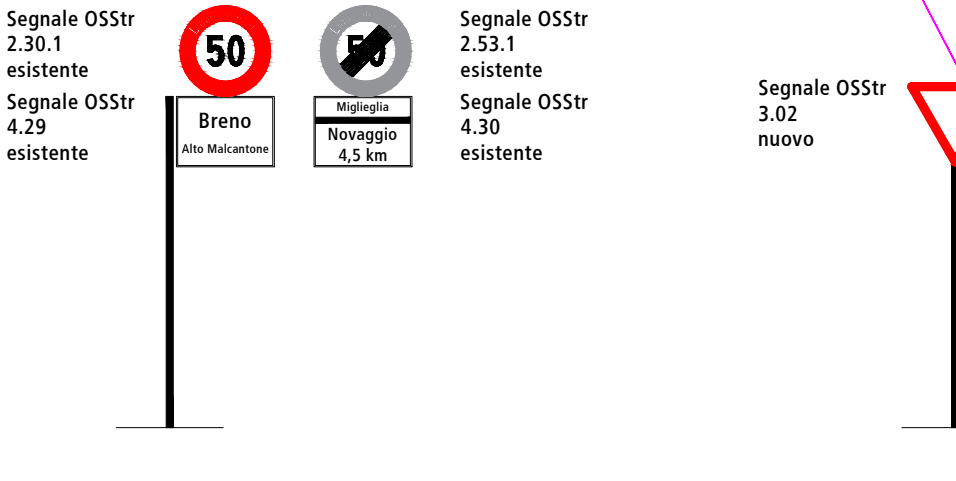 Segnale OSStr
2.30.1
esistente
50
Segnale OSStr
4.29
esistente
Breno
Alto Malcantone
50
Miglieglia
Novaggio
4,5 km
Segnale OSStr
2.53.1
esistente
Segnale OSStr
4.30
esistente
Segnale OSStr
3.02
nuovo